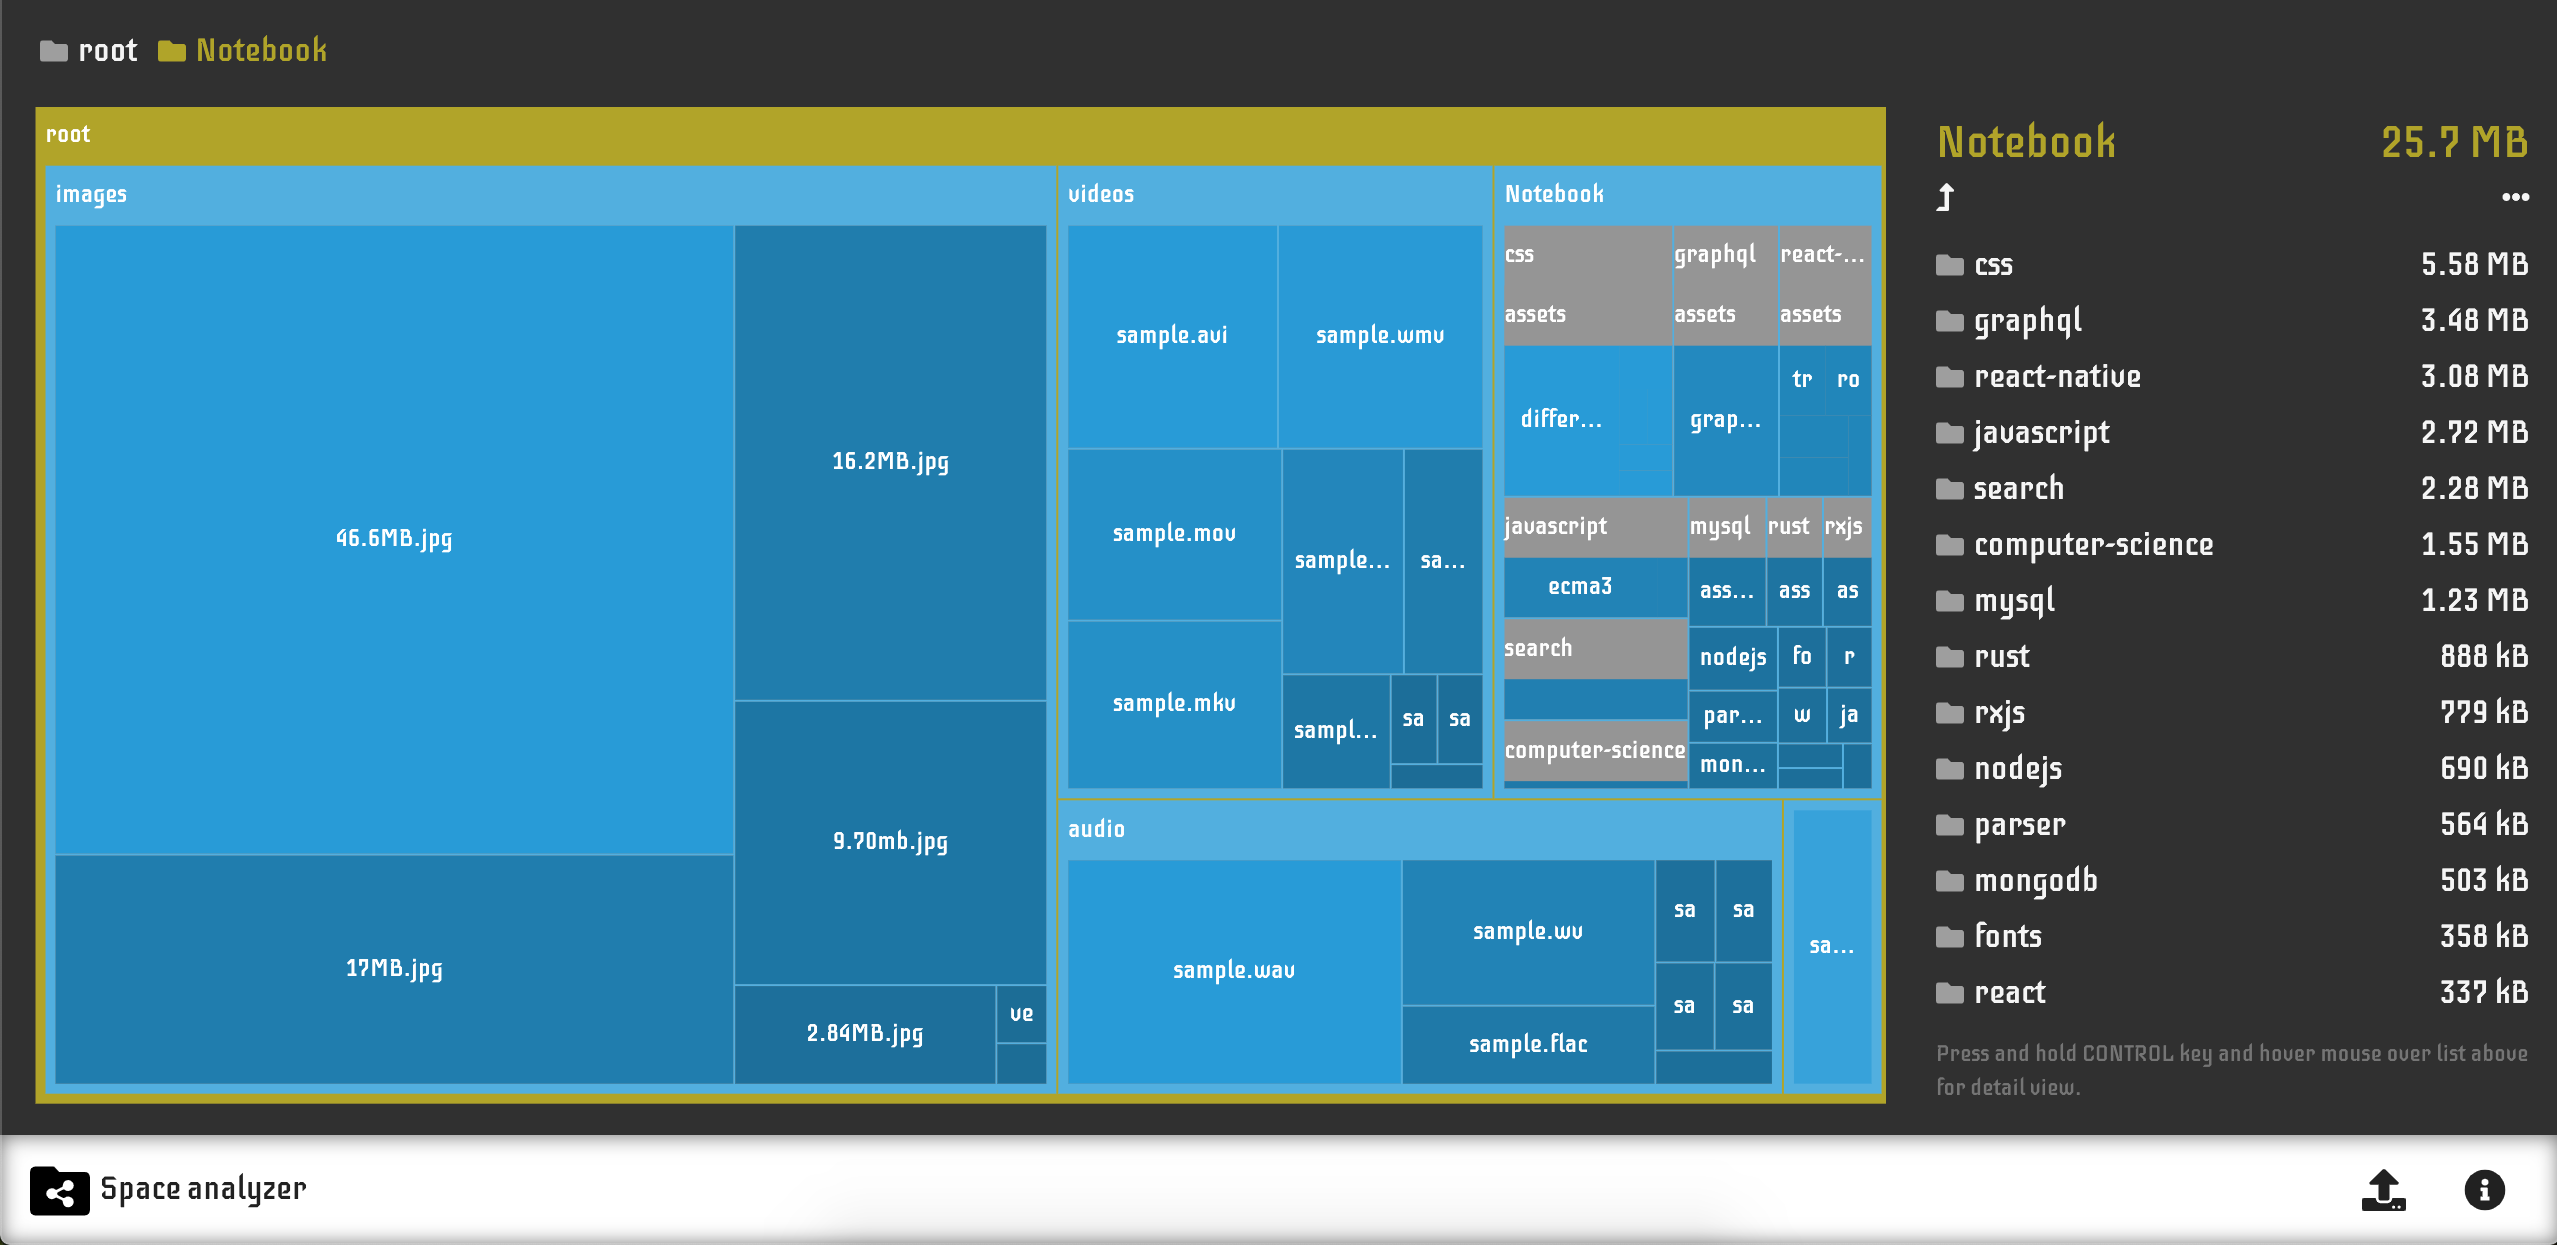 root Notebook
root
images
46.6MB.jpg
16.2MB.jpg
9.70mb.jpg
17MB.jpg
2.84MB.jpg
ve
videos
sample.avi
sample.wmv
sample.mov
sample...
sa...
sample.mkv
sampl...
sa
sa
Notebook
css
graphql
react-...
assets
assets
assets
differ...
grap...
tr
ro
javascript
mysql
rust
rxjs
ecma3
ass...
ass
as
search
nodejs
fo
r
par...
w
ja
computer-science
mon...
audio
sample.wav
sample.wv
sample.flac
sa
sa
sa
sa
sa...
Notebook 25.7 MB
css 5.58 MB
graphql 3.48 MB
react-native 3.08 MB
javascript 2.72 MB
search 2.28 MB
computer-science 1.55 MB
mysql 1.23 MB
rust 888 kB
rxjs 779 kB
nodejs 690 kB
parser 564 kB
mongodb 503 kB
fonts 358 kB
react 337 kB
Press and hold CONTROL key and hover mouse over list above
for detail view.
Space analyzer